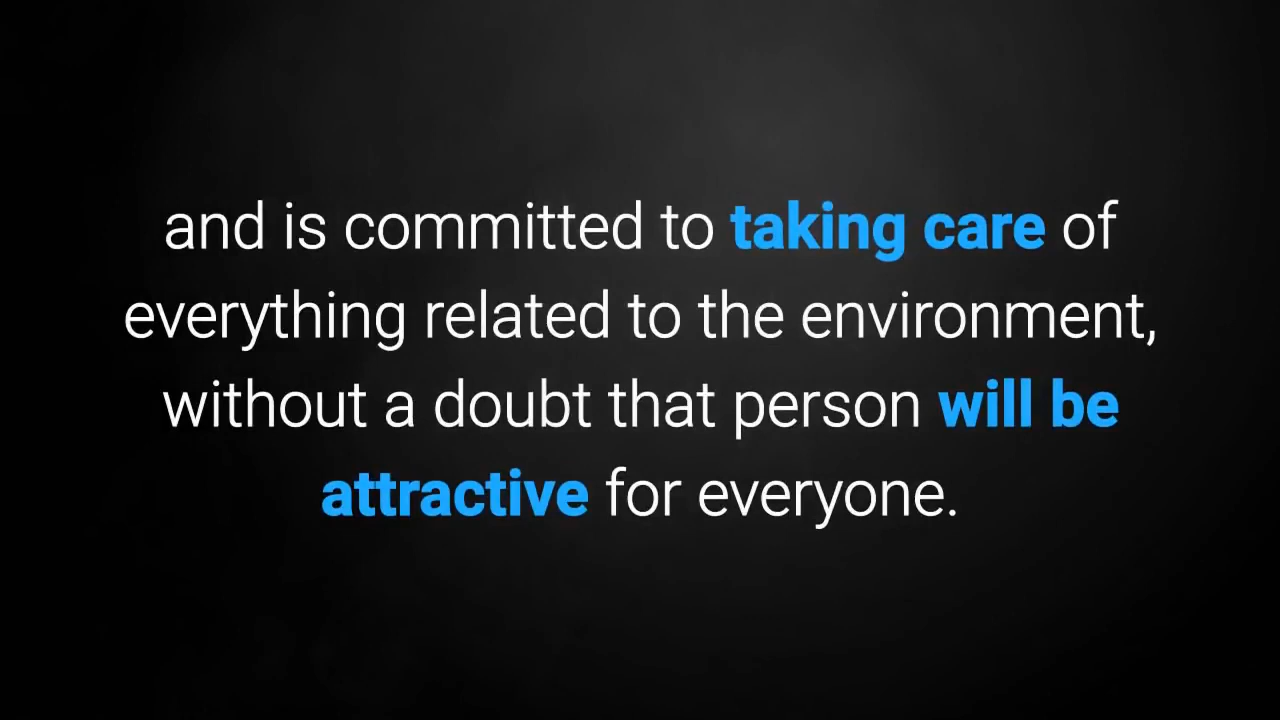 and is committed to taking care of
everything related to the environment,
without a doubt that person will be
attractive for everyone.